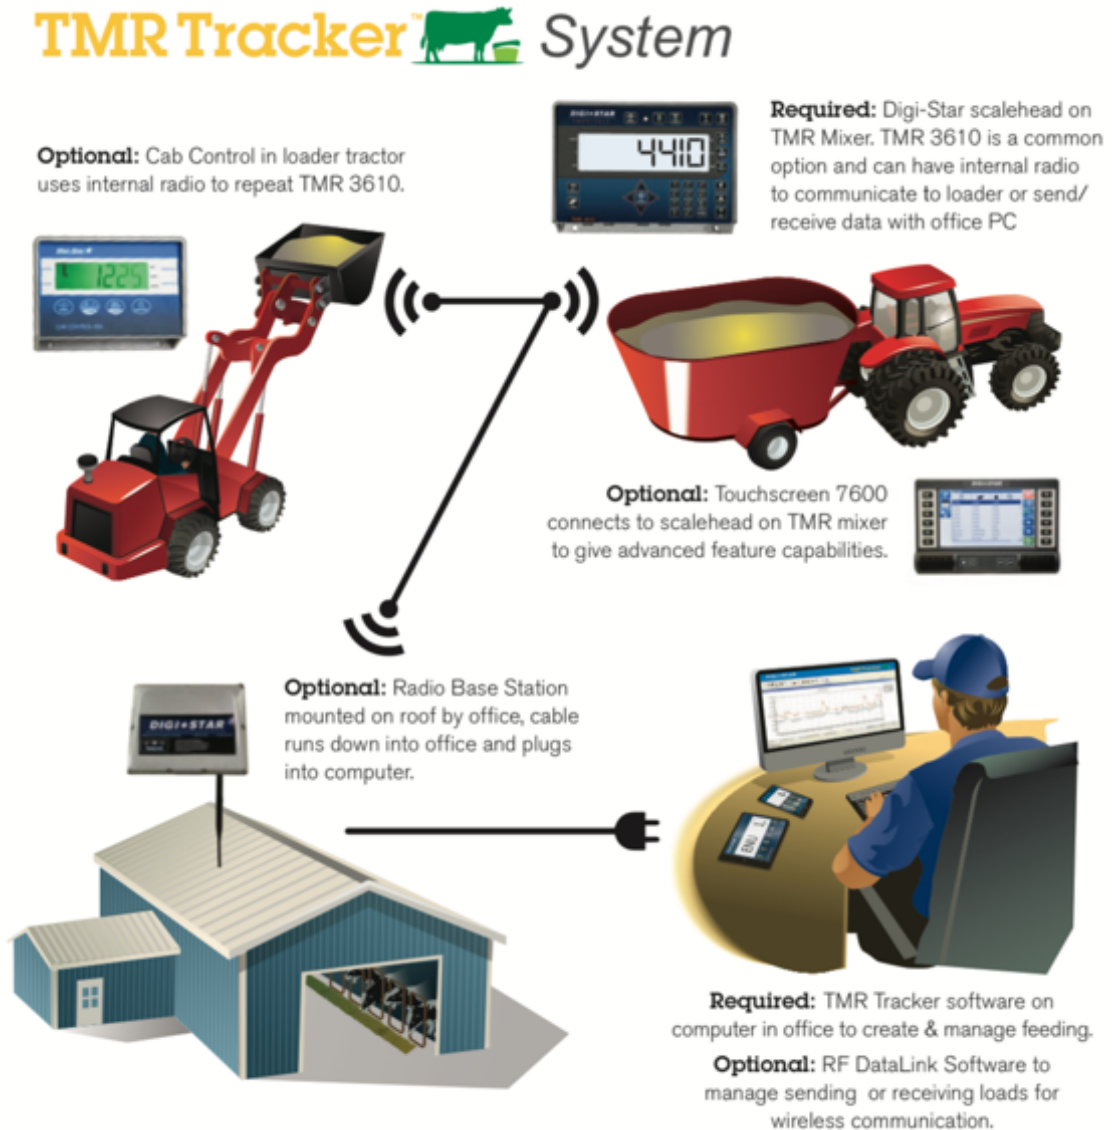 TMR Tracker™ System
Optional: Cab Control in loader tractor
uses internal radio to repeat TMR 3610.
DIGI★STAR
4410
Required: Digi-Star scalehead on
TMR Mixer. TMR 3610 is a common
option and can have internal radio
to communicate to loader or send/
receive data with office PC
1225
Optional: Touchscreen 7600
connects to scalehead on TMR mixer
to give advanced feature capabilities.
DIGI★STAR
Optional: Radio Base Station
mounted on roof by office, cable
runs down into office and plugs
into computer.
DIGI★STAR
Required: TMR Tracker software on
computer in office to create & manage feeding.
Optional: RF DataLink Software to
manage sending or receiving loads for
wireless communication.